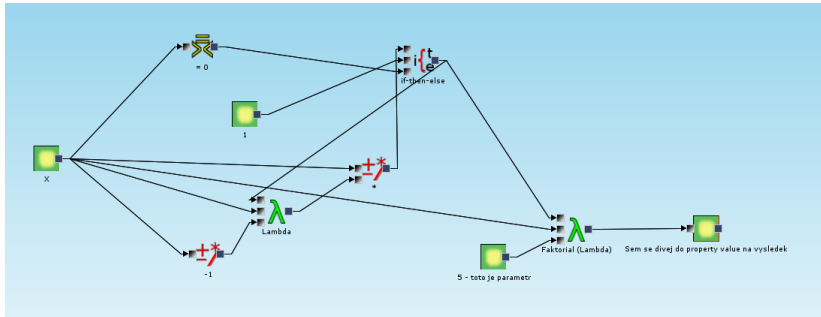 = 0
if-then-else
1
X
*
Lambda
-1
5 - toto je parametr
Faktorial (Lambda)
Sem se divej do property value na vysledek